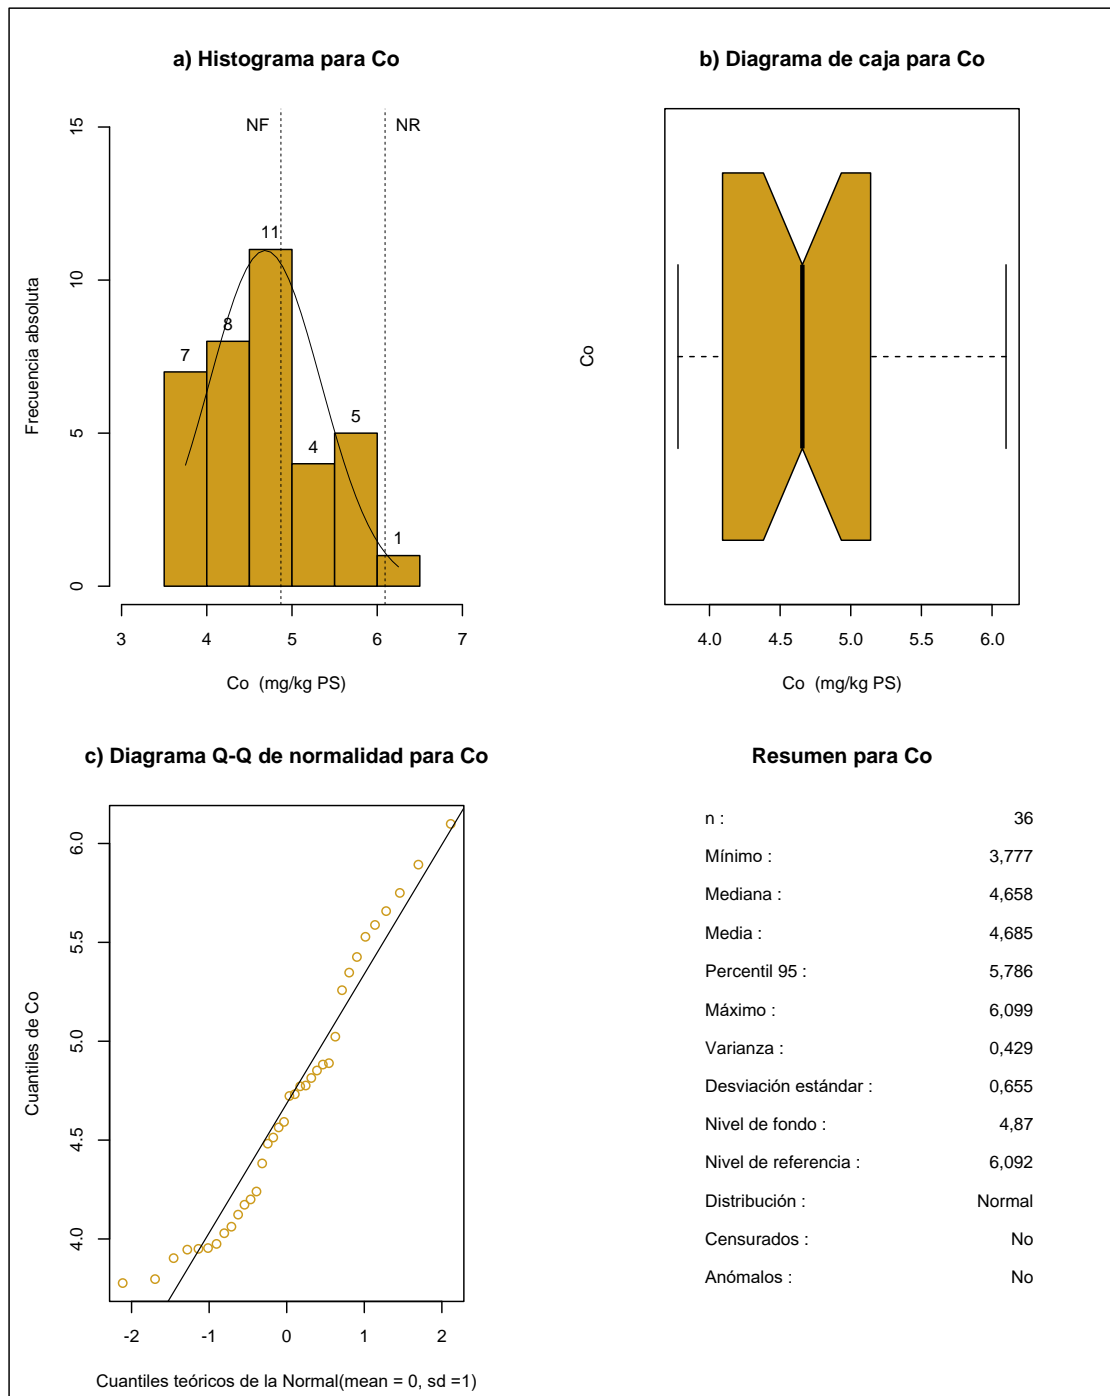 a) Histograma para Co
NF
NR
15
10
5
0
Frecuencia absoluta
7
8
11
4
5
1
3 4 5 6 7
Co (mg/kg PS)
b) Diagrama de caja para Co
Co
4.0 4.5 5.0 5.5 6.0
Co (mg/kg PS)
c) Diagrama Q-Q de normalidad para Co
6.0
5.5
5.0
4.5
4.0
Cuantiles de Co
-2 -1 0 1 2
Cuantiles teóricos de la Normal(mean = 0, sd =1)
Resumen para Co
n : 36
Mínimo : 3,777
Mediana : 4,658
Media : 4,685
Percentil 95 : 5,786
Máximo : 6,099
Varianza : 0,429
Desviación estándar : 0,655
Nivel de fondo : 4,87
Nivel de referencia : 6,092
Distribución : Normal
Censurados : No
Anómalos : No